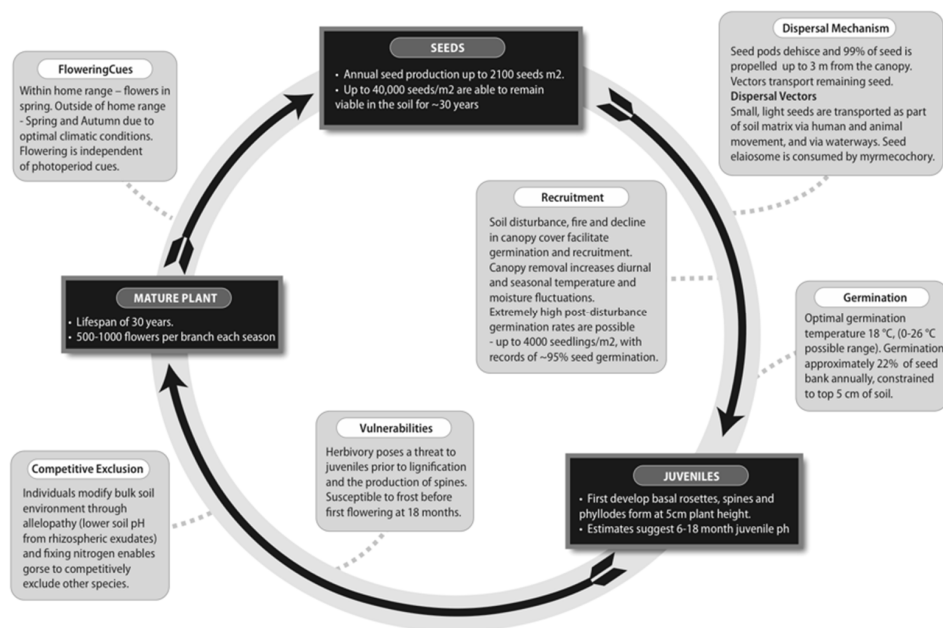 SEEDS
• Annual seed production up to 2100 seeds m2.
• Up to 40,000 seeds/m2 are able to remain
viable in the soil for ~30 years
Dispersal Mechanism
Seed pods dehisce and 99% of seed is
propelled up to 3 m from the canopy.
Vectors transport remaining seed.
Dispersal Vectors
Small, light seeds are transported as part
of soil matrix via human and animal
movement, and via waterways. Seed
elaiosome is consumed by myrmecochory.
Recruitment
Soil disturbance, fire and decline
in canopy cover facilitate
germination and recruitment.
Canopy removal increases diurnal
and seasonal temperature and
moisture fluctuations.
Extremely high post-disturbance
germination rates are possible
- up to 4000 seedlings/m2, with
records of ~95% seed germination.
Germination
Optimal germination
temperature 18 °C, (0-26 °C
possible range). Germination
approximately 22% of seed
bank annually, constrained
to top 5 cm of soil.
JUVENILES
• First develop basal rosettes, spines and
phyllodes form at 5cm plant height.
• Estimates suggest 6-18 month juvenile ph
Vulnerabilities
Herbivory poses a threat to
juveniles prior to lignification
and the production of spines.
Susceptible to frost before
first flowering at 18 months.
Competitive Exclusion
Individuals modify bulk soil
environment through
allelopathy (lower soil pH
from rhizospheric exudates)
and fixing nitrogen enables
gorse to competitively
exclude other species.
MATURE PLANT
• Lifespan of 30 years.
• 500-1000 flowers per branch each season
FloweringCues
Within home range – flowers in
spring. Outside of home range
- Spring and Autumn due to
optimal climatic conditions.
Flowering is independent
of photoperiod cues.